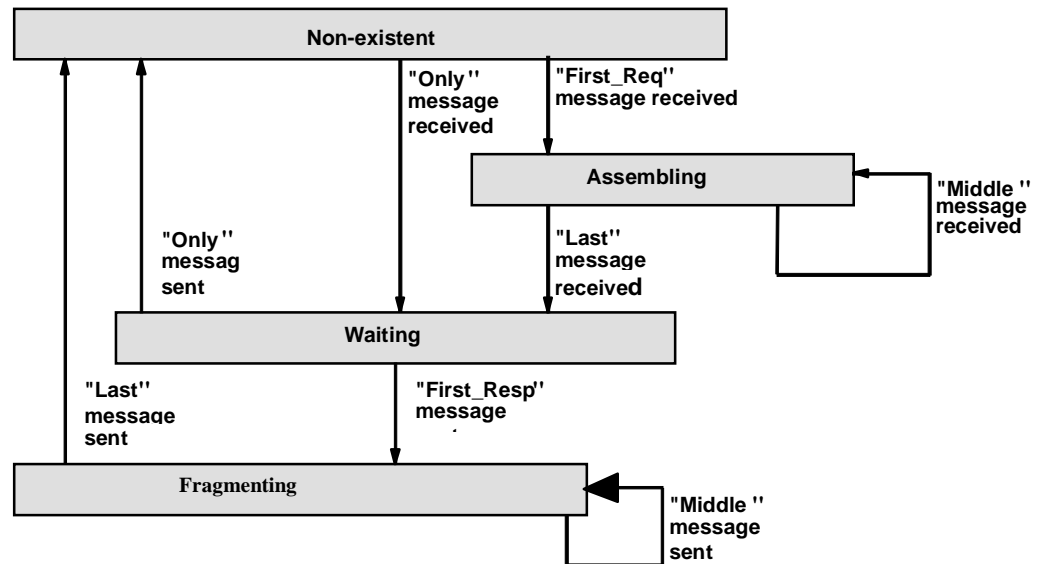 Non-existent
"Only''
message
received
"First_Req''
message received
Assembling
"Middle ''
message
received
"Only ''
messag
sent
"Last''
message
received
Waiting
"Last''
message
sent
"First_Resp''
message
Fragmenting
"Middle ''
message
sent